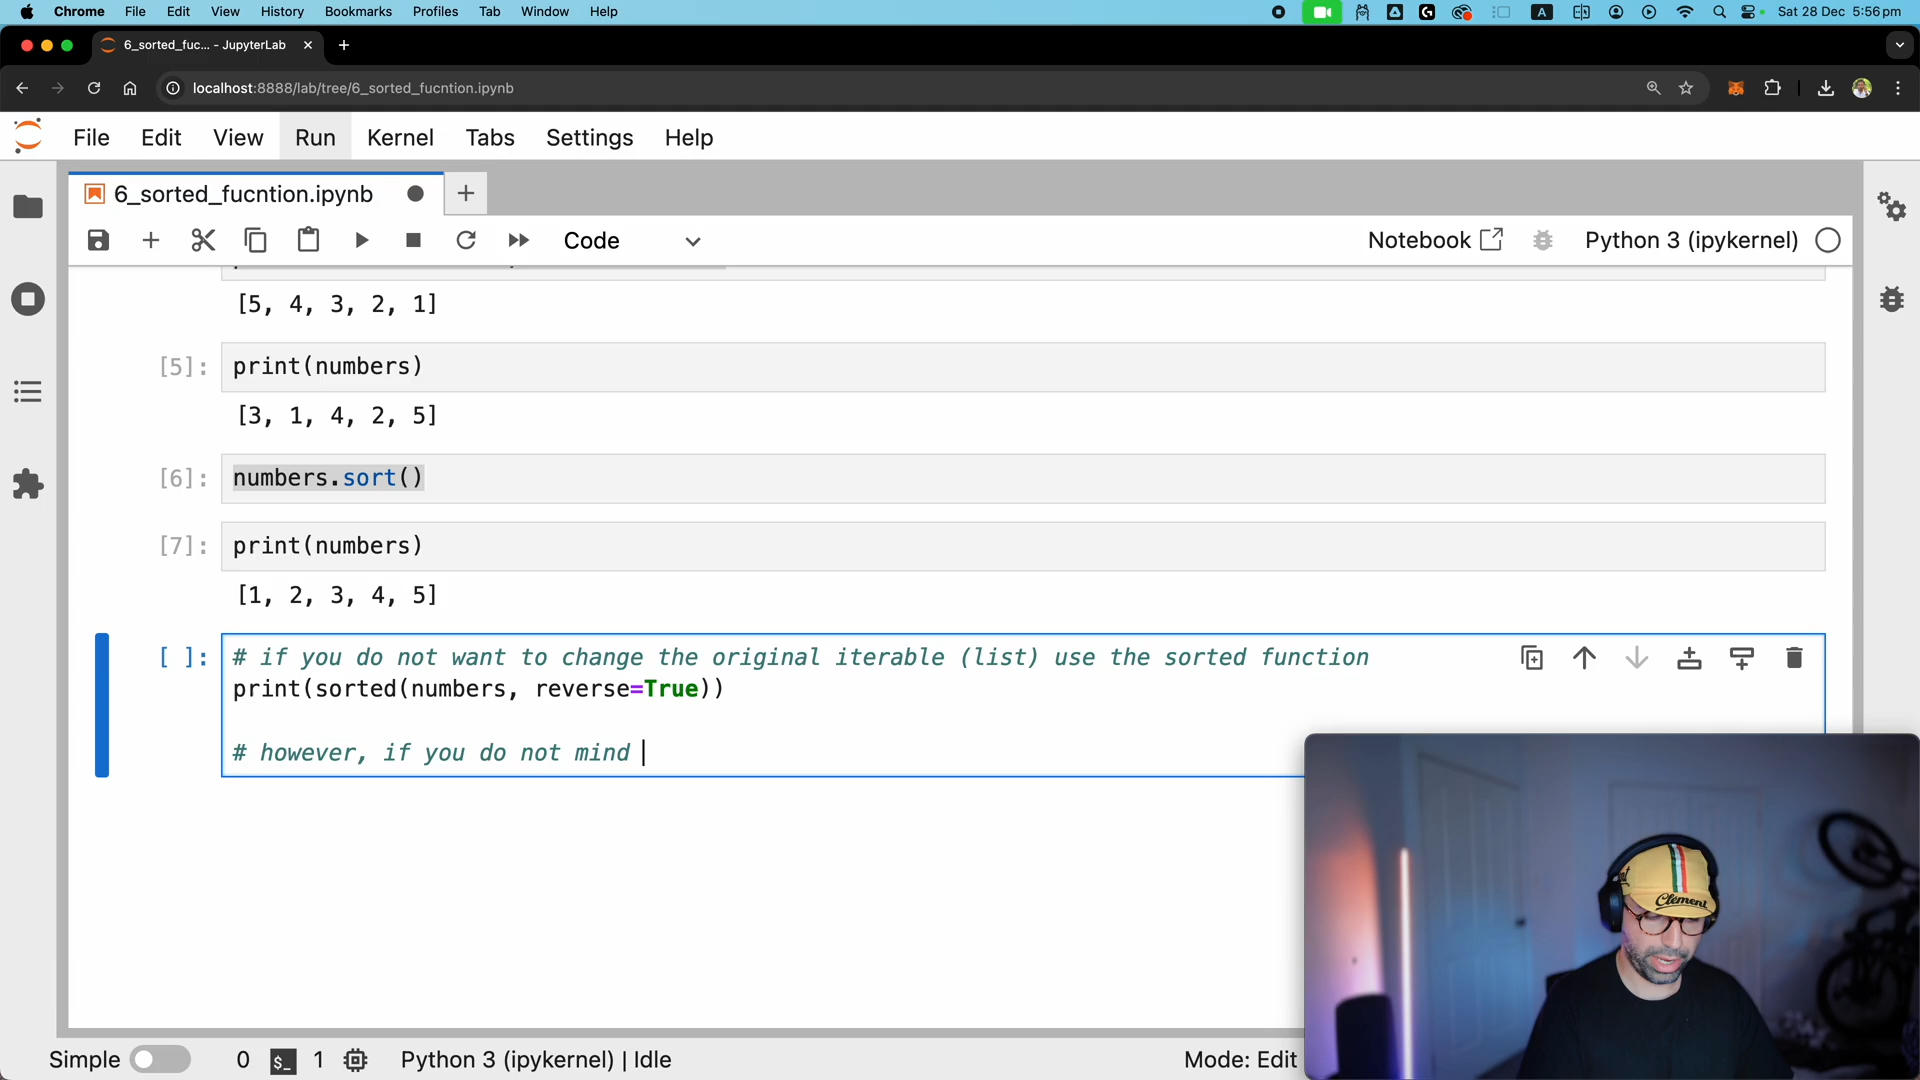 Chrome File Edit View History Bookmarks Profiles Tab Window Help
A
Sat 28 Dec 5:56 pm
6_sorted_fuc... - JupyterLab
localhost:8888/lab/tree/6_sorted_fucntion.ipynb
File Edit View Run Kernel Tabs Settings Help
6_sorted_fucntion.ipynb
Code
Notebook
Python 3 (ipykernel)
[5, 4, 3, 2, 1]
[5]: print(numbers)
[3, 1, 4, 2, 5]
[6]: numbers.sort()
[7]: print(numbers)
[1, 2, 3, 4, 5]
[ ]: # if you do not want to change the original iterable (list) use the sorted function
print(sorted(numbers, reverse=True))
# however, if you do not mind
Clément
Simple 0 $_ 1 Python 3 (ipykernel) | Idle
Mode: Edit